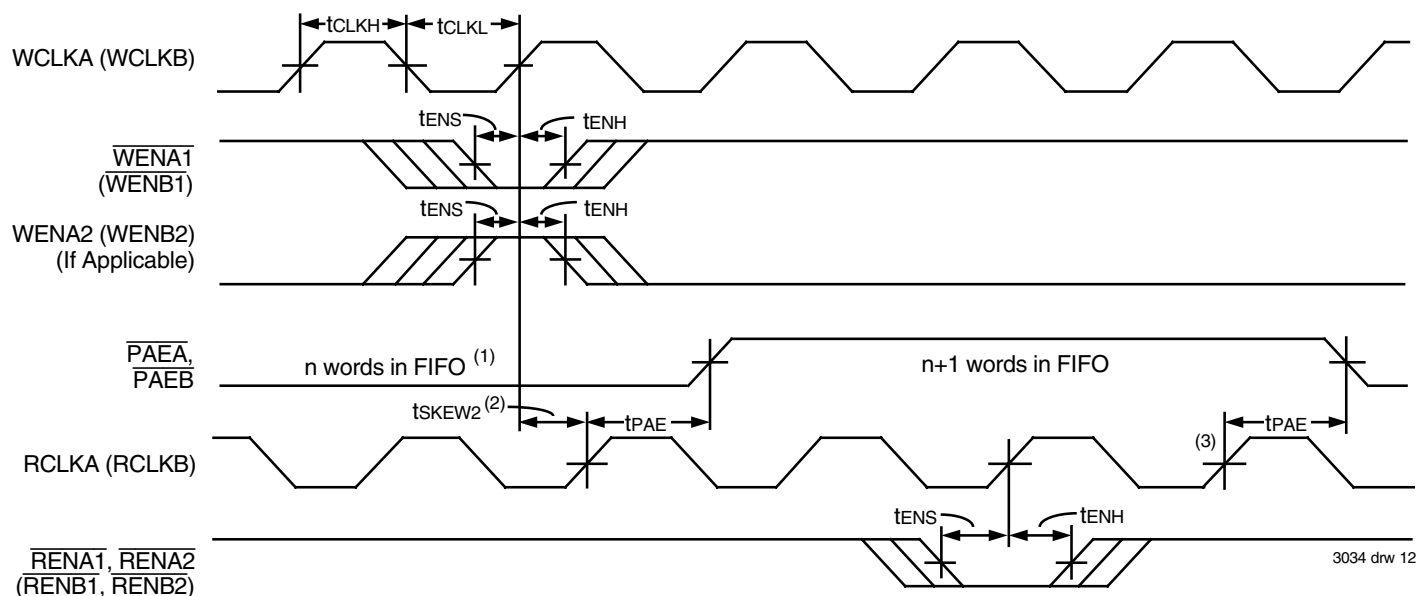 tCLKH
tCLKL
WCLKA (WCLKB)
tENS
tENH
WENA1
(WENB1)
tENS
tENH
WENA2 (WENB2)
(If Applicable)
PAEA,
PAEB
n words in FIFO (1)
n+1 words in FIFO
tSKEW2(2)
tPAE
(3)
tPAE
RCLKA (RCLKB)
tENS
tENH
RENA1, RENA2
(RENB1, RENB2)
3034 drw 12